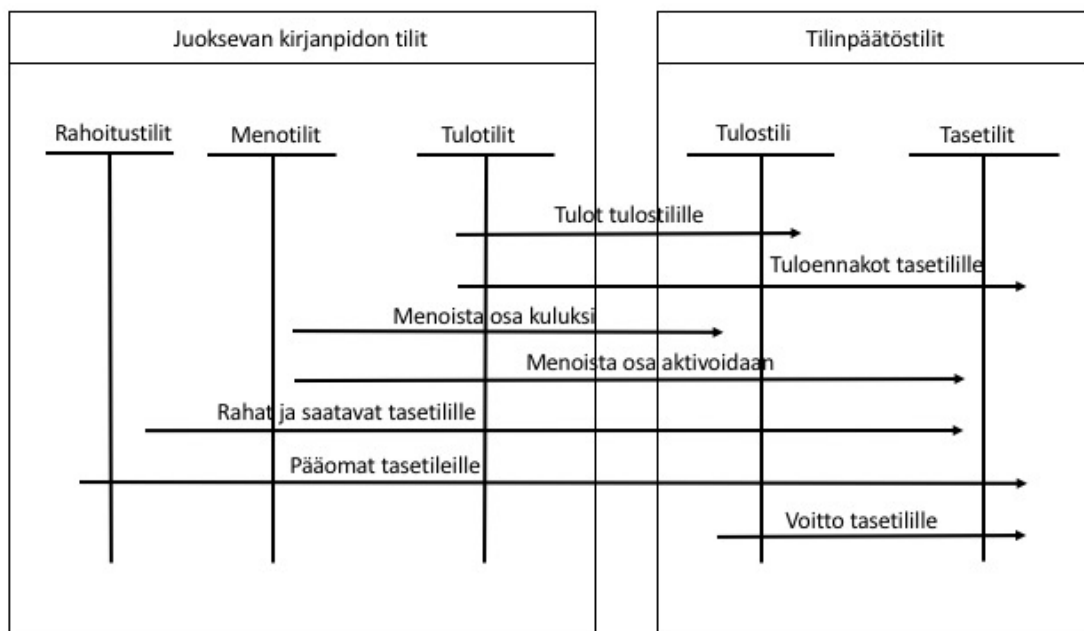 Juoksevan kirjanpidon tilit
Tilinpäätöstilit
Rahoitustilit
Menotilit
Tulotilit
Tulostili
Tasetilit
Tulot tulostilille
Tuloennakot tasetilille
Menoista osa kuluksi
Menoista osa aktivoidaan
Rahat ja saatavat tasetilille
Pääomat tasetileille
Voitto tasetilille